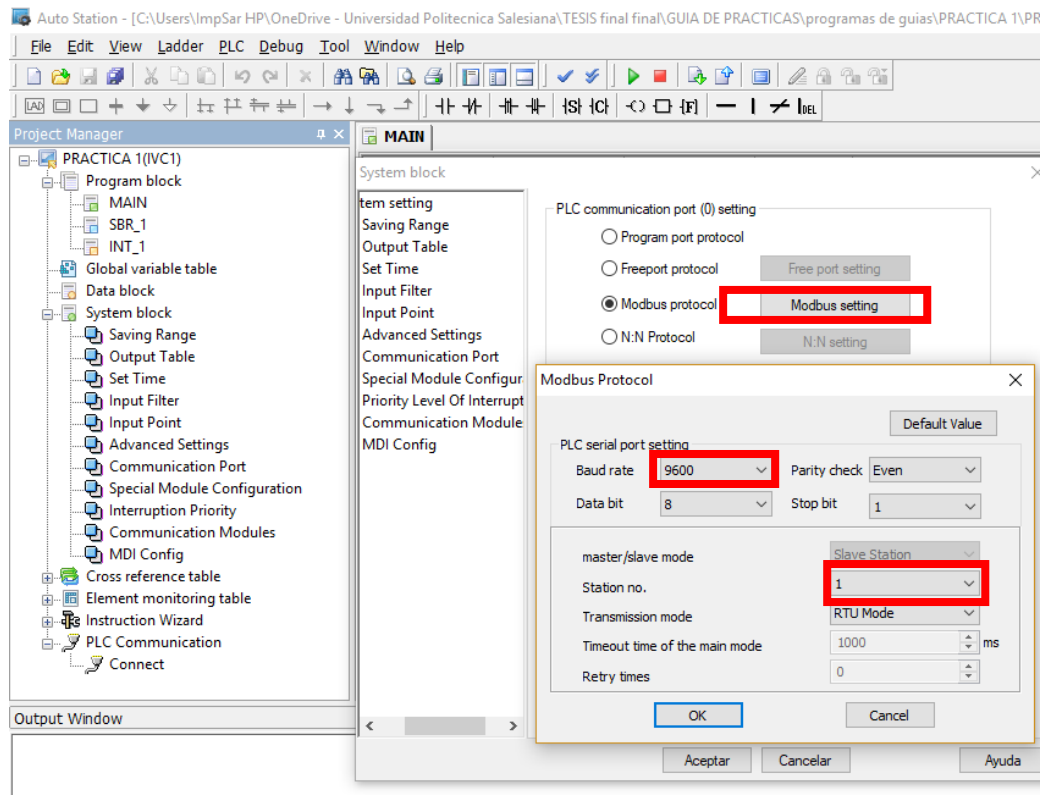 Auto Station - [C:\Users\ImpSar HP\OneDrive - Universidad Politecnica Salesiana\TESIS final final\GUIA DE PRACTICAS\programas de guias\PRACTICA 1\PR
File Edit View Ladder PLC Debug Tool Window Help
LAD
S C F DEL
Project Manager
MAIN
PRACTICA 1(IVC1)
Program block
MAIN
SBR_1
INT_1
Global variable table
Data block
System block
Saving Range
Output Table
Set Time
Input Filter
Input Point
Advanced Settings
Communication Port
Special Module Configuration
Interruption Priority
Communication Modules
MDI Config
Cross reference table
Element monitoring table
Instruction Wizard
PLC Communication
Connect
Output Window
System block
tem setting
Saving Range
Output Table
Set Time
Input Filter
Input Point
Advanced Settings
Communication Port
Special Module Configur
Priority Level Of Interrupt
Communication Module
MDI Config
PLC communication port (0) setting
Program port protocol
Freeport protocol Free port setting
Modbus protocol Modbus setting
N:N Protocol N:N setting
Modbus Protocol
Default Value
PLC serial port setting
Baud rate 9600 Parity check Even
Data bit 8 Stop bit 1
master/slave mode Slave Station
Station no. 1
Transmission mode RTU Mode
Timeout time of the main mode 1000 ms
Retry times 0
OK Cancel
Aceptar Cancelar Ayuda